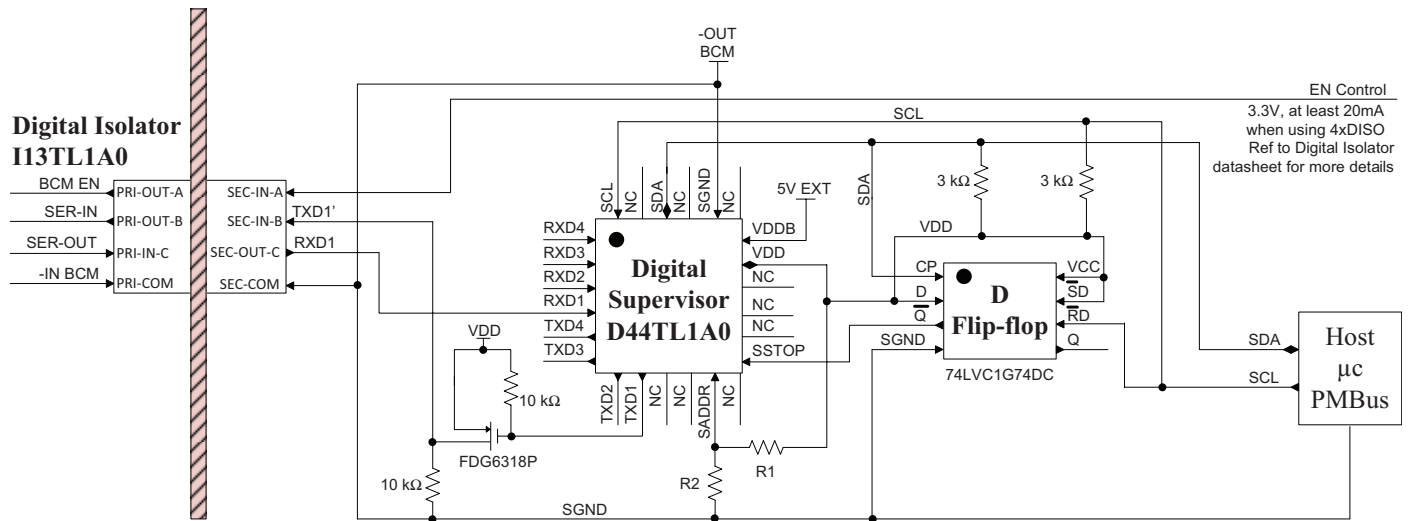 -OUT
BCM
EN Control
3.3V, at least 20mA
when using 4xDISO
Ref to Digital Isolator
datasheet for more details
Digital Isolator
I13TL1A0
BCM EN
SER-IN
SER-OUT
-IN BCM
PRI-OUT-A
PRI-OUT-B
PRI-IN-C
PRI-COM
SEC-IN-A
SEC-IN-B
SEC-OUT-C
SEC-COM
TXD1'
RXD1
SCL
SCL
NC
SDA
NC
SGND
NC
5V EXT
RXD4
RXD3
RXD2
RXD1
TXD4
TXD3
Digital
Supervisor
D44TL1A0
VDDB
VDD
NC
NC
NC
SSTOP
TXD2
TXD1
NC
NC
SADDR
NC
VDD
10 kΩ
FDG6318P
10 kΩ
R1
R2
SGND
SDA
3 kΩ
3 kΩ
VDD
CP
D
Q
SGND
D
Flip-flop
74LVC1G74DC
VCC
SD
RD
Q
SDA
SCL
Host
µc
PMBus